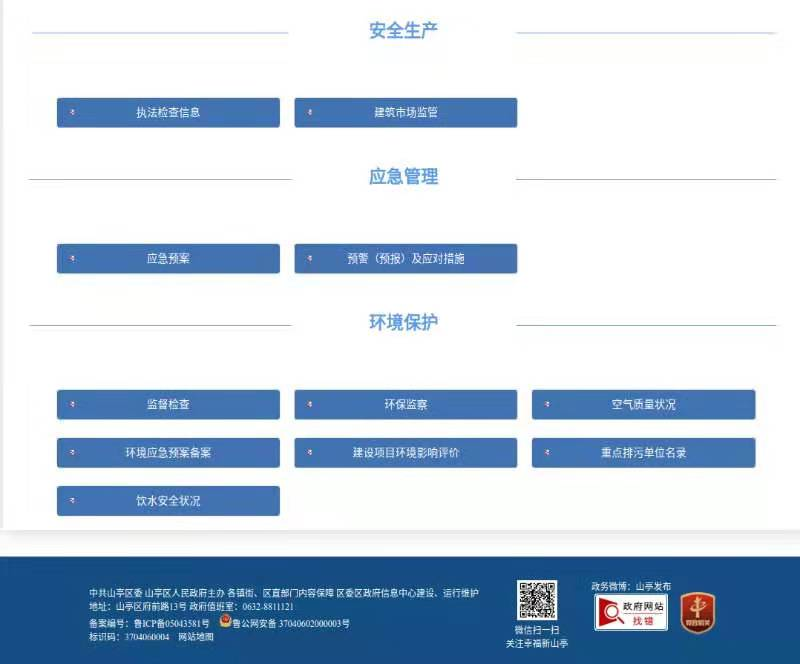 安全生产
执法检查信息 建筑市场监管
应急管理
应急预案 预警（预报）及应对措施
环境保护
监督检查 环保监察 空气质量状况
环境应急预案备案 建设项目环境影响评价 重点排污单位名录
饮水安全状况
中共山亭区委 山亭区人民政府主办 各镇街、区直部门内容保障 区委区政府信息中心建设、运行维护
地址：山亭区府前路13号 政府值班室：0632-8811121
备案编号：鲁ICP备05043581号 鲁公网安备 37040602000003号
标识码：3704060004 网站地图
微信扫一扫
关注幸福新山亭
政务微博：山亭发布
政府网站
找错
党政机关